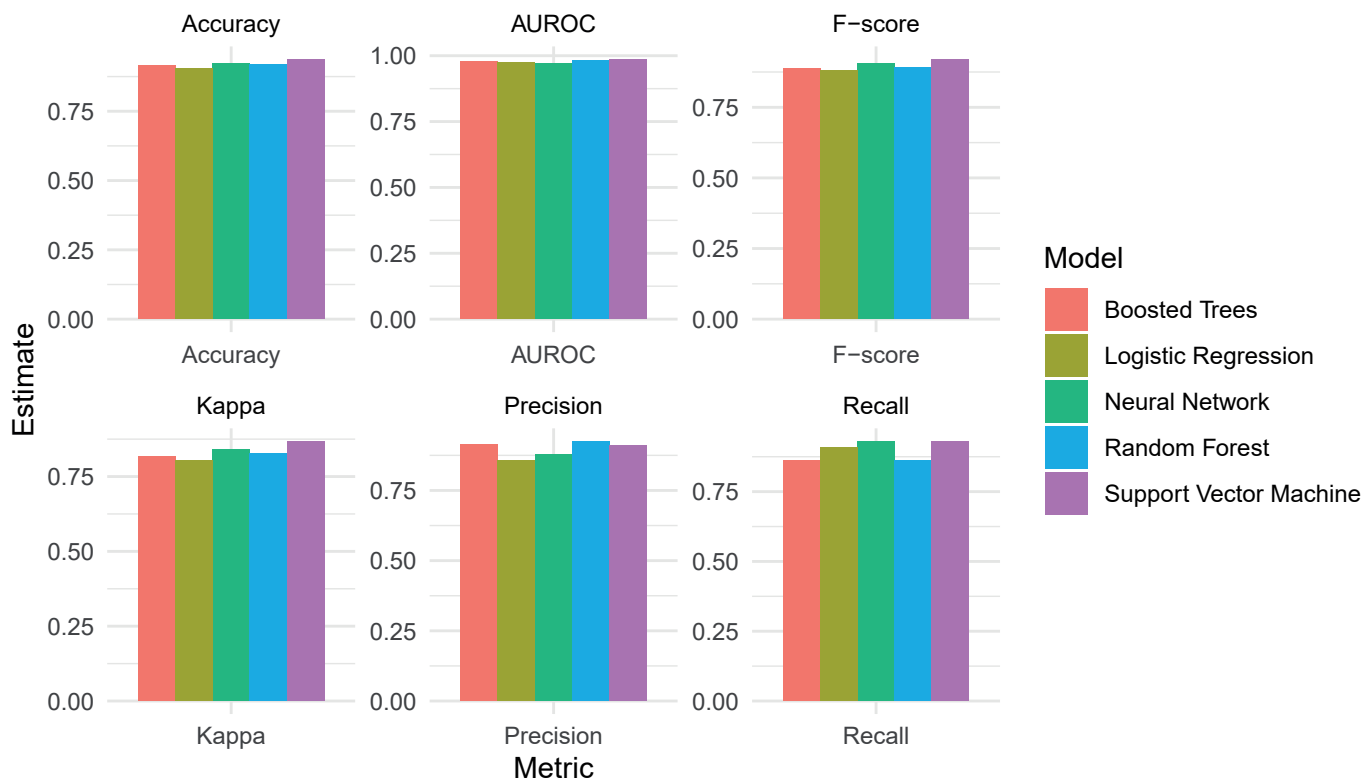 Accuracy
AUROC
F−score
0.00
0.25
0.50
0.75
0.00
0.25
0.50
0.75
1.00
0.00
0.25
0.50
0.75
Accuracy
AUROC
F−score
Kappa
Precision
Recall
0.00
0.25
0.50
0.75
0.00
0.25
0.50
0.75
0.00
0.25
0.50
0.75
Kappa
Precision
Recall
Metric
Estimate
Model
Boosted Trees
Logistic Regression
Neural Network
Random Forest
Support Vector Machine